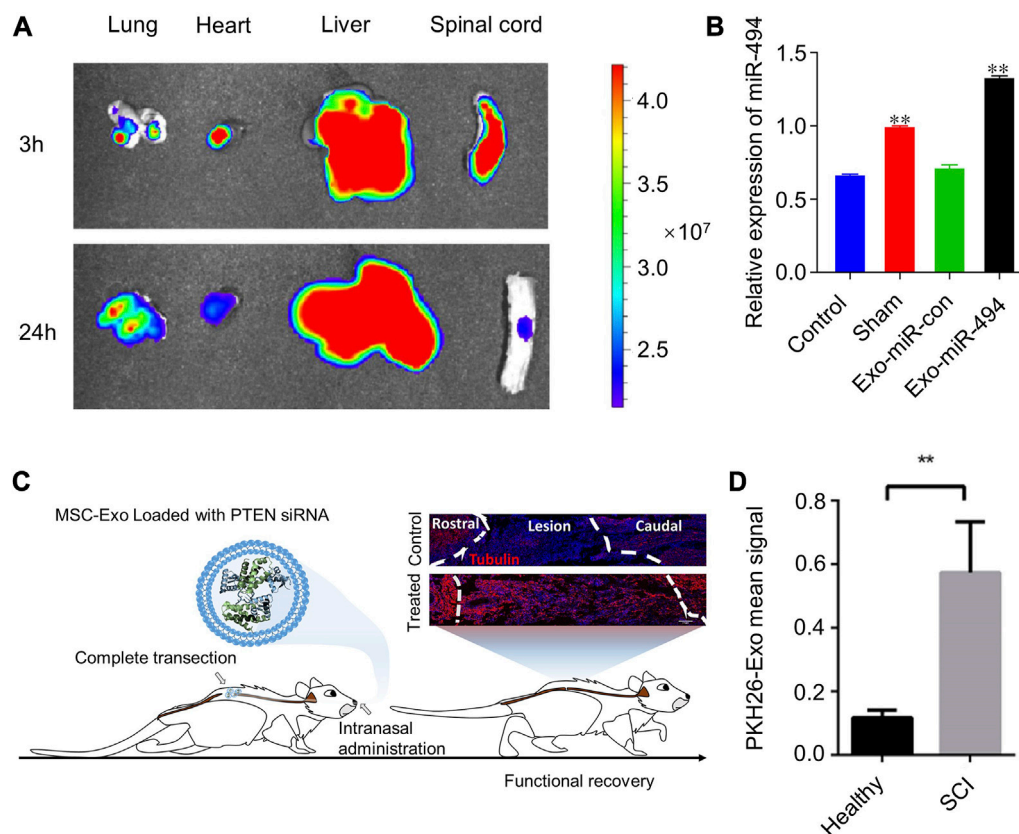 A
Lung Heart Liver Spinal cord
3h
24h
4.0
3.5
×10⁷
3.0
2.5
B
Relative expression of miR-494
1.5
1.0
0.5
0.0
**
**
Control
Sham
Exo-miR-con
Exo-miR-494
C
MSC-Exo Loaded with PTEN siRNA
Complete transection
Intranasal
administration
Control
Treated
Rostral Lesion Caudal
Tubulin
Functional recovery
D
**
PKH26-Exo mean signal
0.8
0.6
0.4
0.2
0.0
Healthy
SCI